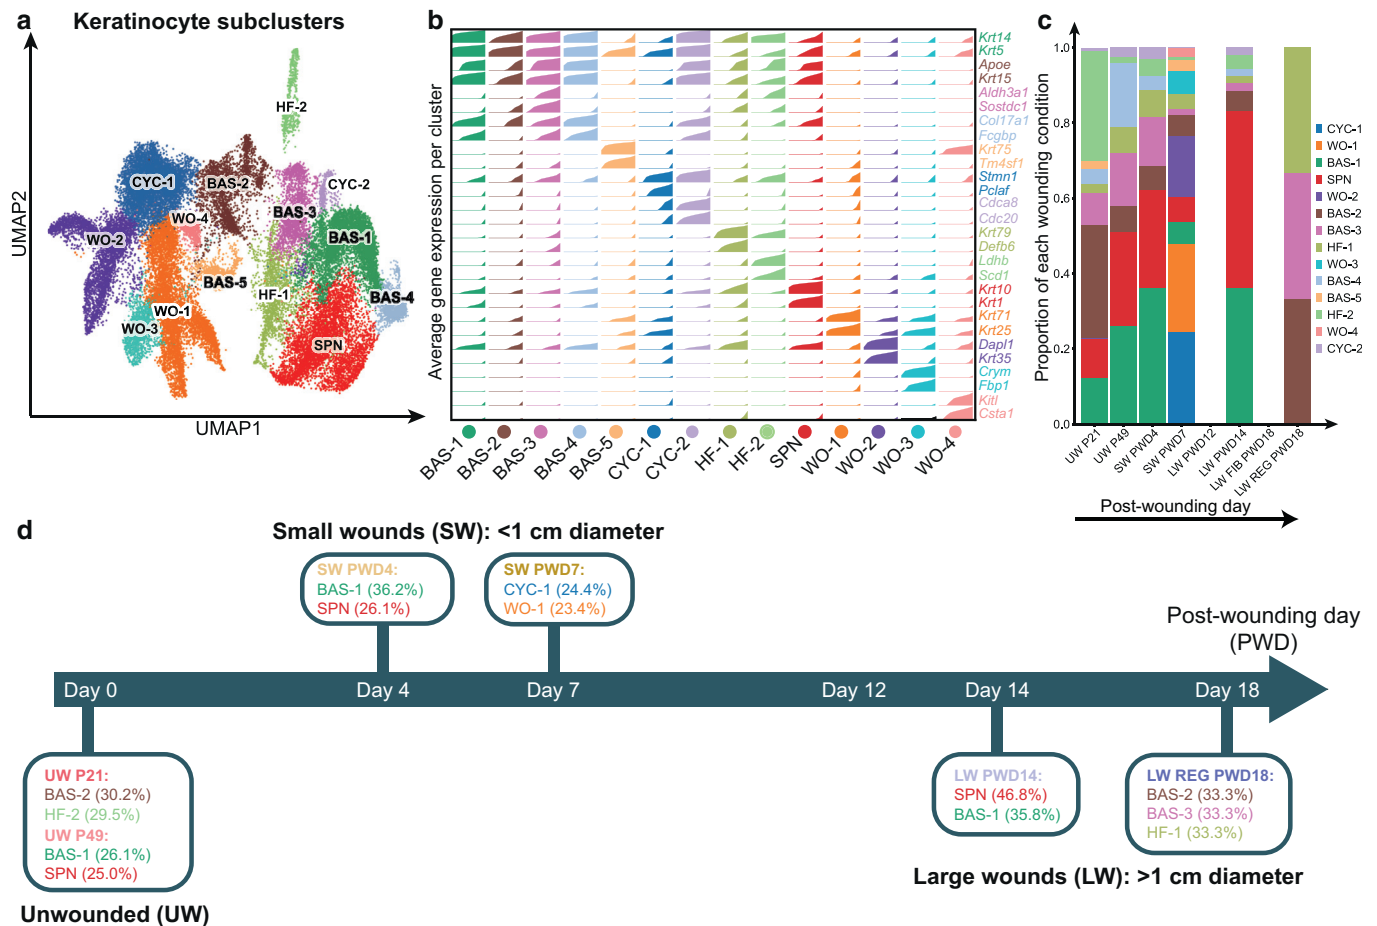 a
Keratinocyte subclusters
UMAP2
HF-2
CYC-1
BAS-2
CYC-2
WO-4
BAS-3
WO-2
BAS-1
BAS-5
HF-1
BAS-4
WO-1
WO-3
SPN
UMAP1
b
Average gene expression per cluster
Krt14
Krt5
Apoe
Krt15
Aldh3a1
Sostdc1
Col17a1
Fcgbp
Krt75
Tm4sf1
Stmn1
Pclaf
Cdca8
Cdc20
Krt79
Defb6
Ldhb
Scd1
Krt10
Krt1
Krt71
Krt25
Dapl1
Krt35
Crym
Fbp1
Kitl
Csta1
BAS-1
BAS-2
BAS-3
BAS-4
BAS-5
CYC-1
CYC-2
HF-1
HF-2
SPN
WO-1
WO-2
WO-3
WO-4
c
Proportion of each wounding condition
1.0
0.8
0.6
0.4
0.2
0.0
UW P21
UW P49
SW PWD4
SW PWD7
LW PWD12
LW PWD14
LW FIB PWD18
LW REG PWD18
Post-wounding day
CYC-1
WO-1
BAS-1
SPN
WO-2
BAS-2
BAS-3
HF-1
WO-3
BAS-4
BAS-5
HF-2
WO-4
CYC-2
d
Small wounds (SW): <1 cm diameter
SW PWD4:
BAS-1 (36.2%)
SPN (26.1%)
SW PWD7:
CYC-1 (24.4%)
WO-1 (23.4%)
Post-wounding day
(PWD)
Day 0
Day 4
Day 7
Day 12
Day 14
Day 18
UW P21:
BAS-2 (30.2%)
HF-2 (29.5%)
UW P49:
BAS-1 (26.1%)
SPN (25.0%)
Unwounded (UW)
LW PWD14:
SPN (46.8%)
BAS-1 (35.8%)
LW REG PWD18:
BAS-2 (33.3%)
BAS-3 (33.3%)
HF-1 (33.3%)
Large wounds (LW): >1 cm diameter